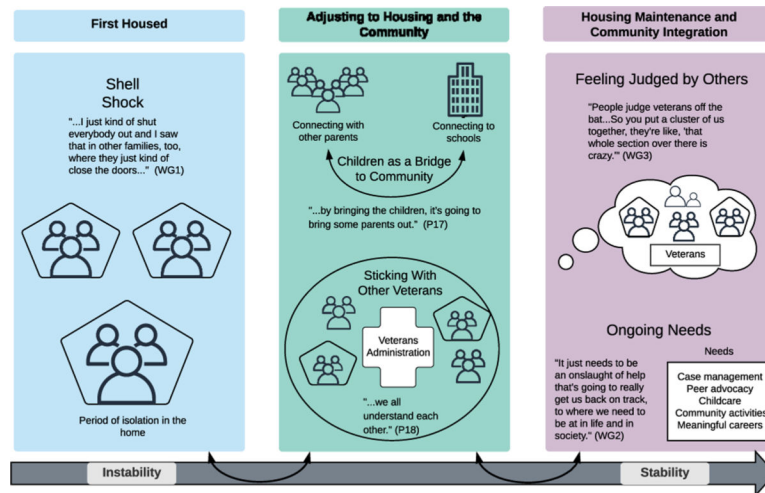 First Housed
Adjusting to Housing and the
Community
Housing Maintenance and
Community Integration
Shell
Shock
"...I just kind of shut
everybody out and I saw
that in other families, too,
where they just kind of
close the doors..." (WG1)
Period of isolation in the
home
Connecting with
other parents
Connecting to
schools
Children as a Bridge
to Community
"...by bringing the children, it's going to
bring some parents out." (P17)
Sticking With
Other Veterans
Veterans
Administration
"...we all
understand each
other." (P18)
Feeling Judged by Others
"People judge veterans off the
bat...So you put a cluster of us
together, they're like, 'that
whole section over there is
crazy.'" (WG3)
Veterans
Ongoing Needs
"It just needs to be
an onslaught of help
that's going to really
get us back on track,
to where we need to
be at in life and in
society." (WG2)
Needs
Case management
Peer advocacy
Childcare
Community activities
Meaningful careers
Instability
Stability